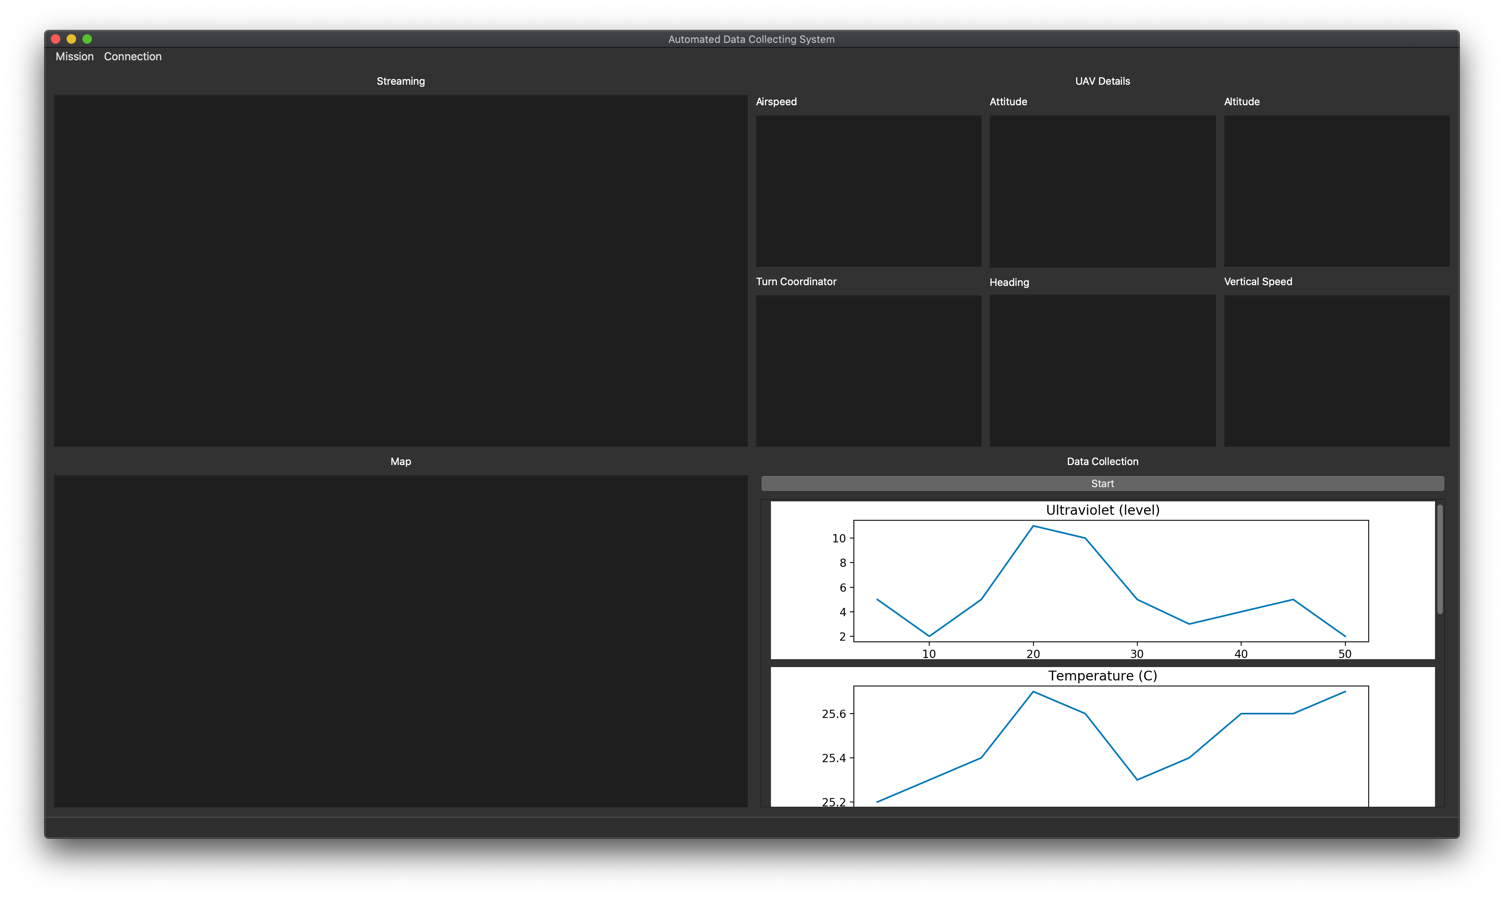 Automated Data Collecting System
Mission Connection
Streaming
UAV Details
Airspeed
Attitude
Altitude
Turn Coordinator
Heading
Vertical Speed
Map
Data Collection
Start
Ultraviolet (level)
10
8
6
4
2
10 20 30 40 50
Temperature (C)
25.6
25.4
25.2